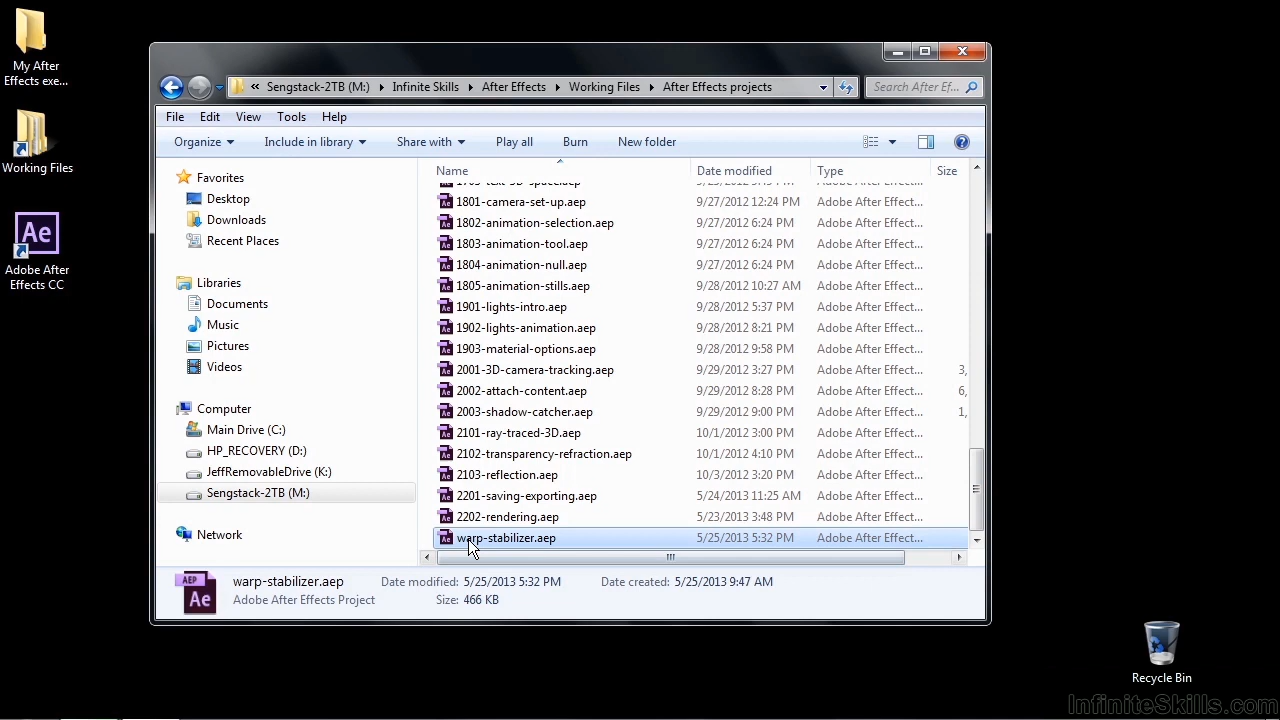 My After
Effects exe...
Working Files
Ae
Adobe After
Effects CC
« Sengstack-2TB (M:) Infinite Skills After Effects Working Files After Effects projects
Search After Ef...
File Edit View Tools Help
Organize Include in library Share with Play all Burn New folder
Name Date modified Type Size
Favorites
Desktop
Downloads
Recent Places
Libraries
Documents
Music
Pictures
Videos
Computer
Main Drive (C:)
HP_RECOVERY (D:)
JeffRemovableDrive (K:)
Sengstack-2TB (M:)
Network
1801-camera-set-up.aep 9/27/2012 12:24 PM Adobe After Effect...
1802-animation-selection.aep 9/27/2012 6:24 PM Adobe After Effect...
1803-animation-tool.aep 9/27/2012 6:24 PM Adobe After Effect...
1804-animation-null.aep 9/27/2012 6:24 PM Adobe After Effect...
1805-animation-stills.aep 9/28/2012 10:27 AM Adobe After Effect...
1901-lights-intro.aep 9/28/2012 5:37 PM Adobe After Effect...
1902-lights-animation.aep 9/28/2012 8:21 PM Adobe After Effect...
1903-material-options.aep 9/28/2012 9:58 PM Adobe After Effect...
2001-3D-camera-tracking.aep 9/29/2012 3:27 PM Adobe After Effect... 3,
2002-attach-content.aep 9/29/2012 8:28 PM Adobe After Effect... 6,
2003-shadow-catcher.aep 9/29/2012 9:00 PM Adobe After Effect... 1,
2101-ray-traced-3D.aep 10/1/2012 3:00 PM Adobe After Effect...
2102-transparency-refraction.aep 10/1/2012 4:10 PM Adobe After Effect...
2103-reflection.aep 10/3/2012 3:20 PM Adobe After Effect...
2201-saving-exporting.aep 5/24/2013 11:25 AM Adobe After Effect...
2202-rendering.aep 5/23/2013 3:48 PM Adobe After Effect...
warp-stabilizer.aep 5/25/2013 5:32 PM Adobe After Effect...
AEP
Ae
warp-stabilizer.aep Date modified: 5/25/2013 5:32 PM Date created: 5/25/2013 9:47 AM
Adobe After Effects Project Size: 466 KB
Recycle Bin
InfiniteSkills.com